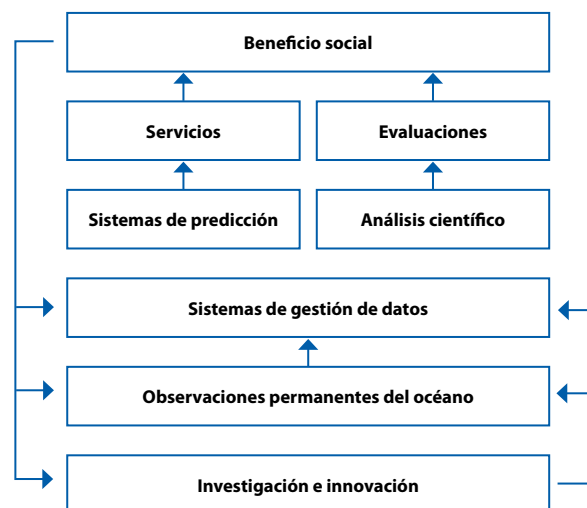 Beneficio social
Servicios
Evaluaciones
Sistemas de predicción
Análisis científico
Sistemas de gestión de datos
Observaciones permanentes del océano
Investigación e innovación